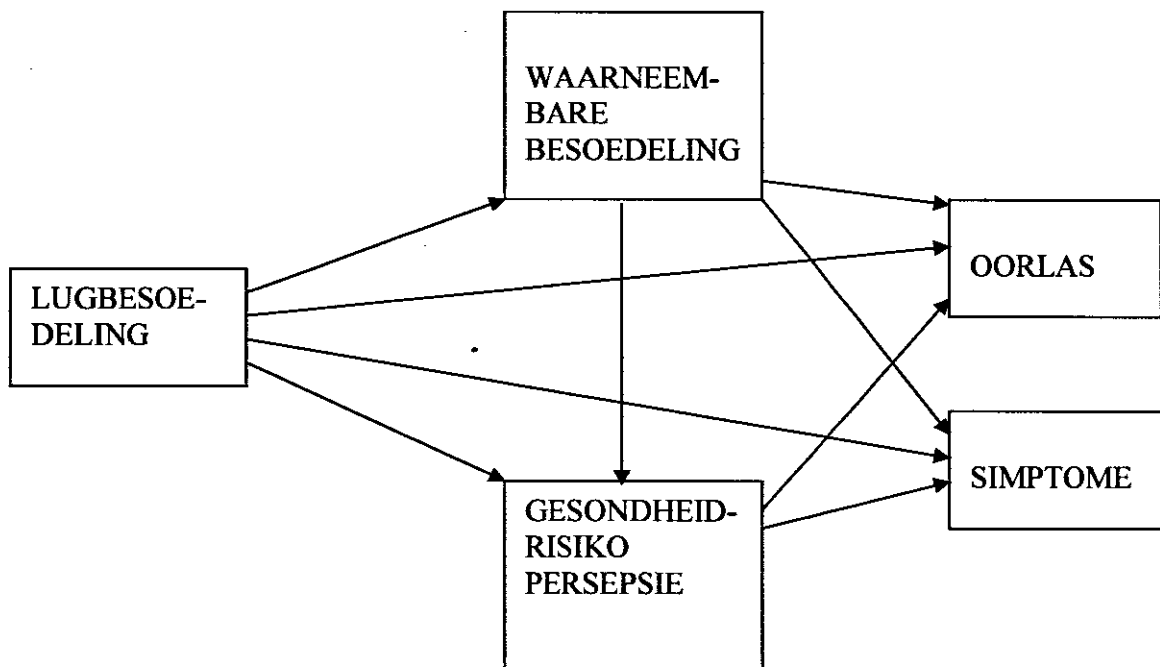 WAARNEEM-
BARE
BESOEDELING
OORLAS
LUGBESOE-
DELING
SIMPTOME
GESONDHEID-
RISIKO
PERSEPSIE